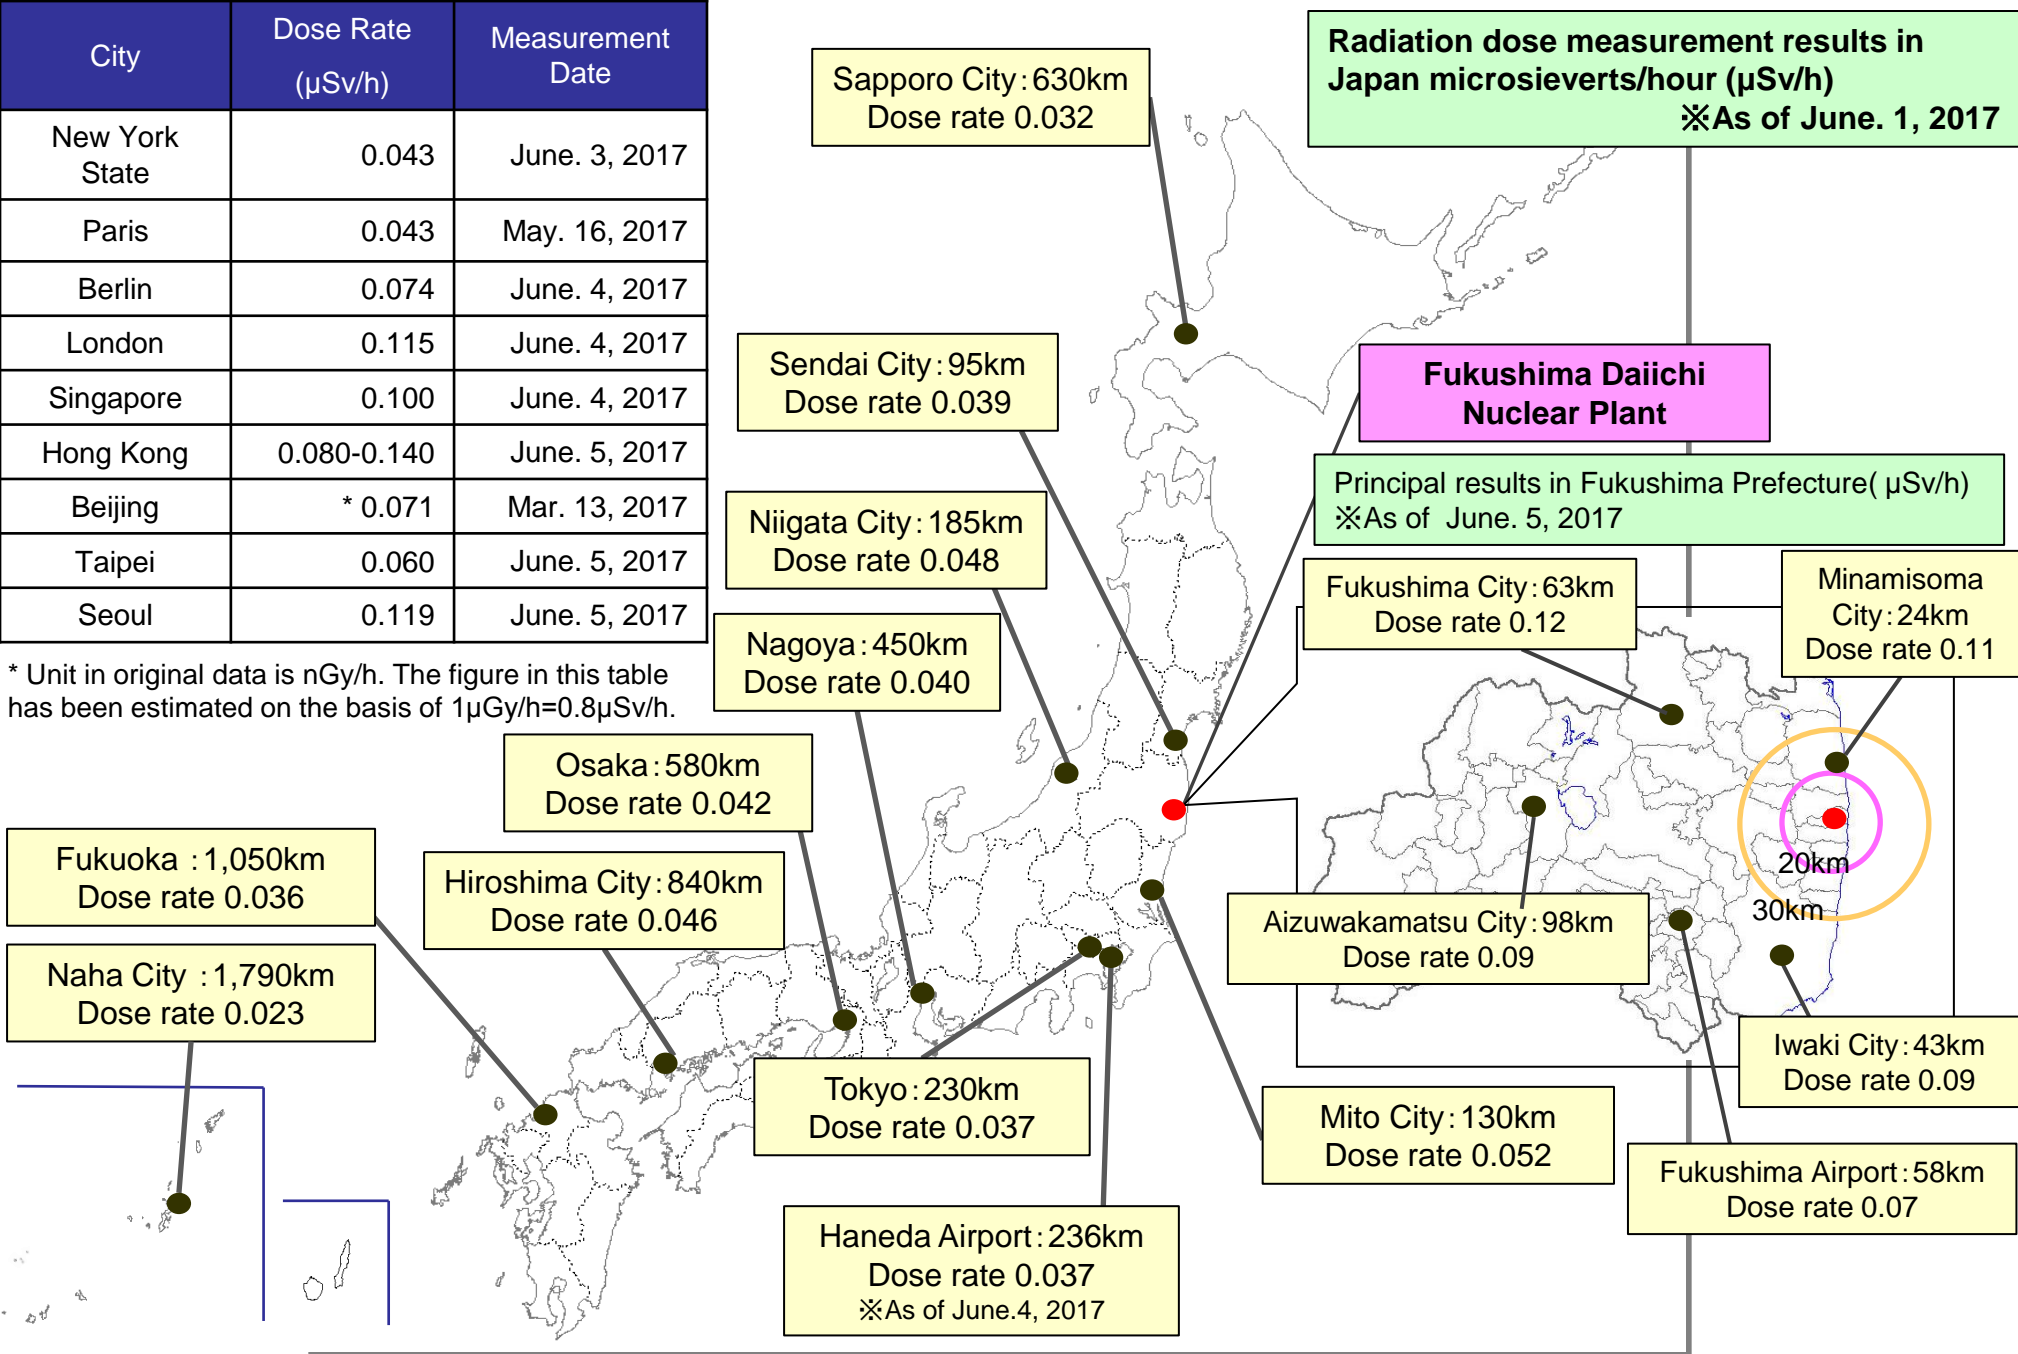 City
Dose Rate
(μSv/h)
Measurement
Date
New York
State
0.043
June. 3, 2017
Paris
0.043
May. 16, 2017
Berlin
0.074
June. 4, 2017
London
0.115
June. 4, 2017
Singapore
0.100
June. 4, 2017
Hong Kong
0.080-0.140
June. 5, 2017
Beijing
* 0.071
Mar. 13, 2017
Taipei
0.060
June. 5, 2017
Seoul
0.119
June. 5, 2017
* Unit in original data is nGy/h. The figure in this table
has been estimated on the basis of 1μGy/h=0.8μSv/h.
Radiation dose measurement results in
Japan microsieverts/hour (μSv/h)
※As of June. 1, 2017
Sapporo City:630km
Dose rate 0.032
Sendai City:95km
Dose rate 0.039
Fukushima Daiichi
Nuclear Plant
Principal results in Fukushima Prefecture( μSv/h)
※As of June. 5, 2017
Niigata City:185km
Dose rate 0.048
Fukushima City:63km
Dose rate 0.12
Minamisoma
City:24km
Dose rate 0.11
Nagoya:450km
Dose rate 0.040
Osaka:580km
Dose rate 0.042
Fukuoka :1,050km
Dose rate 0.036
Hiroshima City:840km
Dose rate 0.046
20km
30km
Aizuwakamatsu City:98km
Dose rate 0.09
Naha City :1,790km
Dose rate 0.023
Iwaki City:43km
Dose rate 0.09
Tokyo:230km
Dose rate 0.037
Mito City:130km
Dose rate 0.052
Fukushima Airport:58km
Dose rate 0.07
Haneda Airport:236km
Dose rate 0.037
※As of June.4, 2017